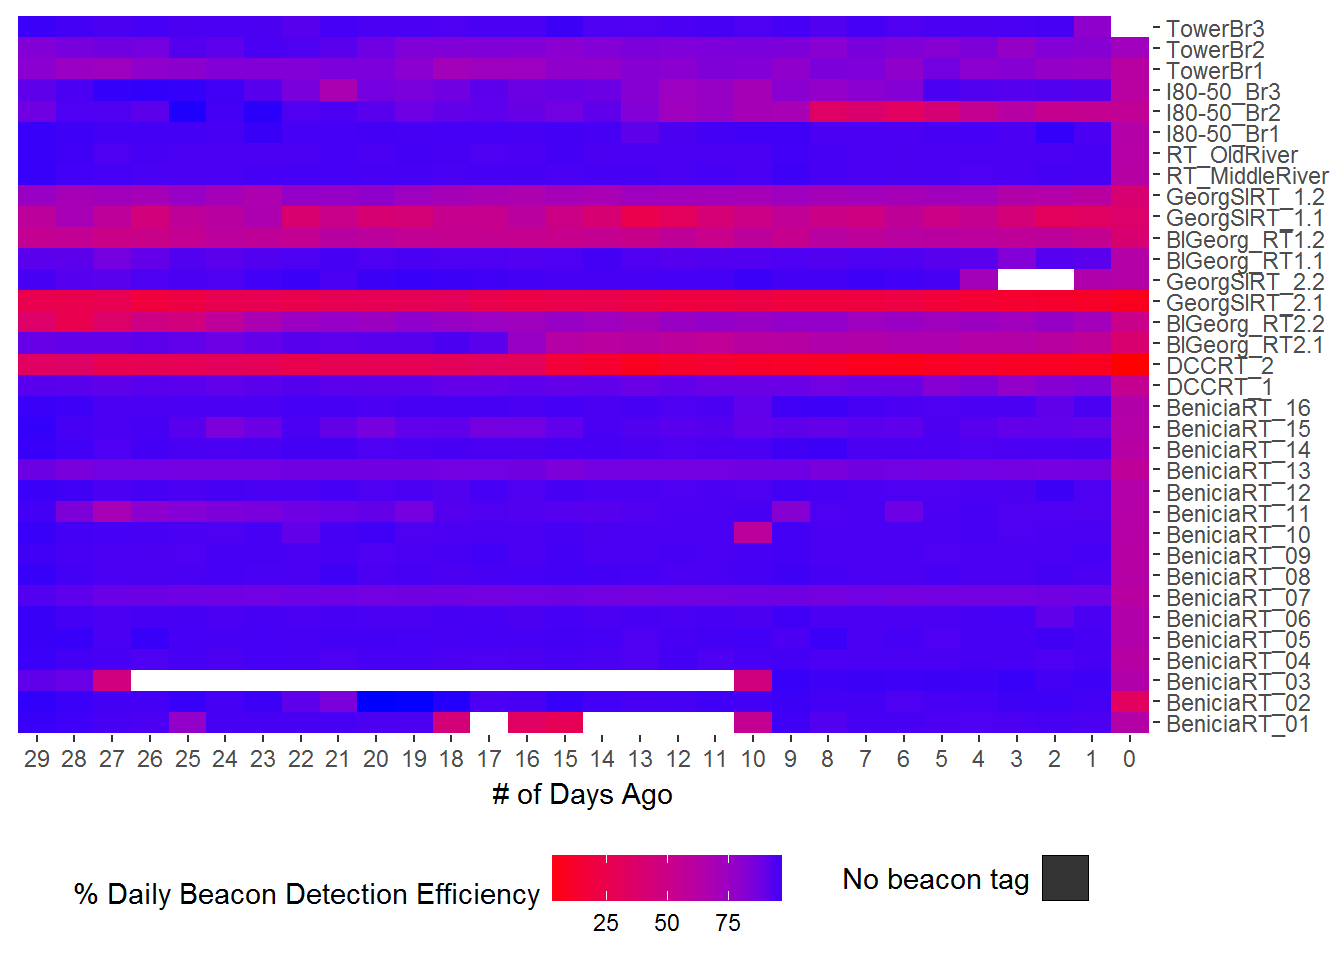 TowerBr3
TowerBr2
TowerBr1
I80-50_Br3
I80-50_Br2
I80-50_Br1
RT_OldRiver
RT_MiddleRiver
GeorgSlRT_1.2
GeorgSlRT_1.1
BlGeorg_RT1.2
BlGeorg_RT1.1
GeorgSlRT_2.2
GeorgSlRT_2.1
BlGeorg_RT2.2
BlGeorg_RT2.1
DCCRT_2
DCCRT_1
BeniciaRT_16
BeniciaRT_15
BeniciaRT_14
BeniciaRT_13
BeniciaRT_12
BeniciaRT_11
BeniciaRT_10
BeniciaRT_09
BeniciaRT_08
BeniciaRT_07
BeniciaRT_06
BeniciaRT_05
BeniciaRT_04
BeniciaRT_03
BeniciaRT_02
BeniciaRT_01
29 28 27 26 25 24 23 22 21 20 19 18 17 16 15 14 13 12 11 10 9 8 7 6 5 4 3 2 1 0
# of Days Ago
% Daily Beacon Detection Efficiency
25 50 75
No beacon tag